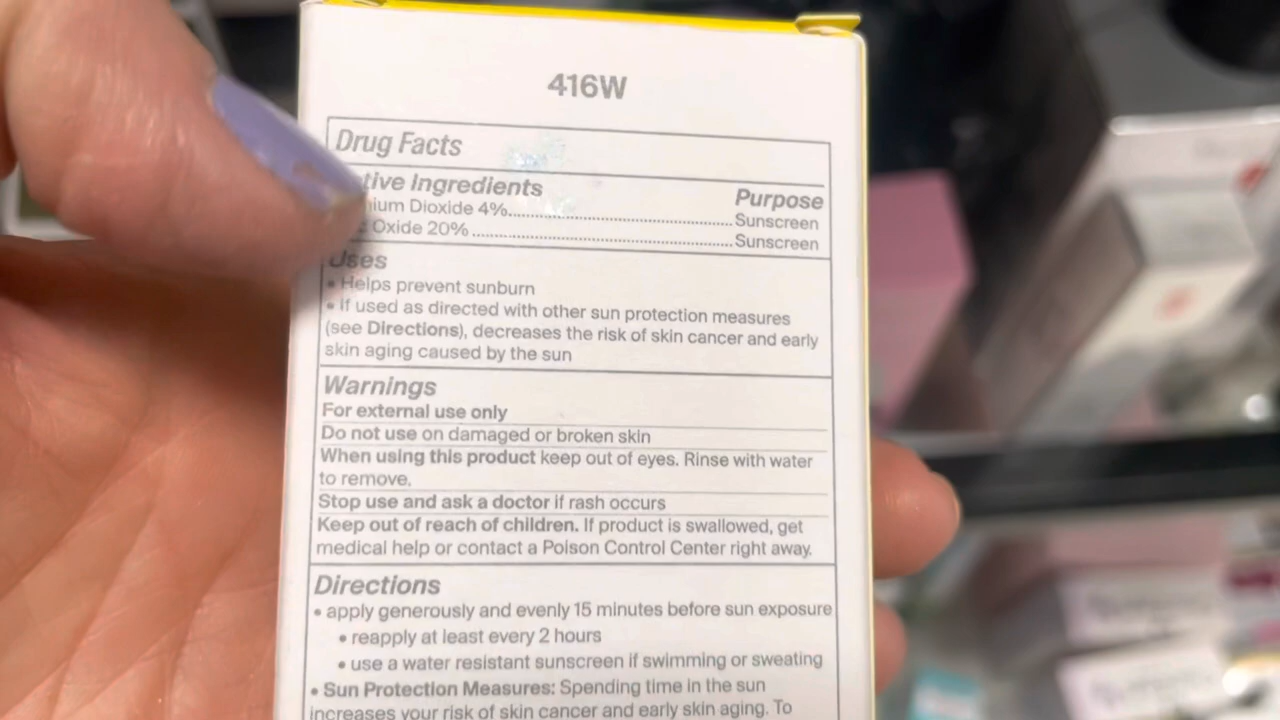 416W
Drug Facts
tive Ingredients Purpose
ium Dioxide 4%........................................Sunscreen
Oxide 20%..............................................Sunscreen
Uses
• Helps prevent sunburn
• If used as directed with other sun protection measures
(see Directions), decreases the risk of skin cancer and early
skin aging caused by the sun
Warnings
For external use only
Do not use on damaged or broken skin
When using this product keep out of eyes. Rinse with water
to remove.
Stop use and ask a doctor if rash occurs
Keep out of reach of children. If product is swallowed, get
medical help or contact a Poison Control Center right away.
Directions
• apply generously and evenly 15 minutes before sun exposure
• reapply at least every 2 hours
• use a water resistant sunscreen if swimming or sweating
• Sun Protection Measures: Spending time in the sun
increases your risk of skin cancer and early skin aging. To